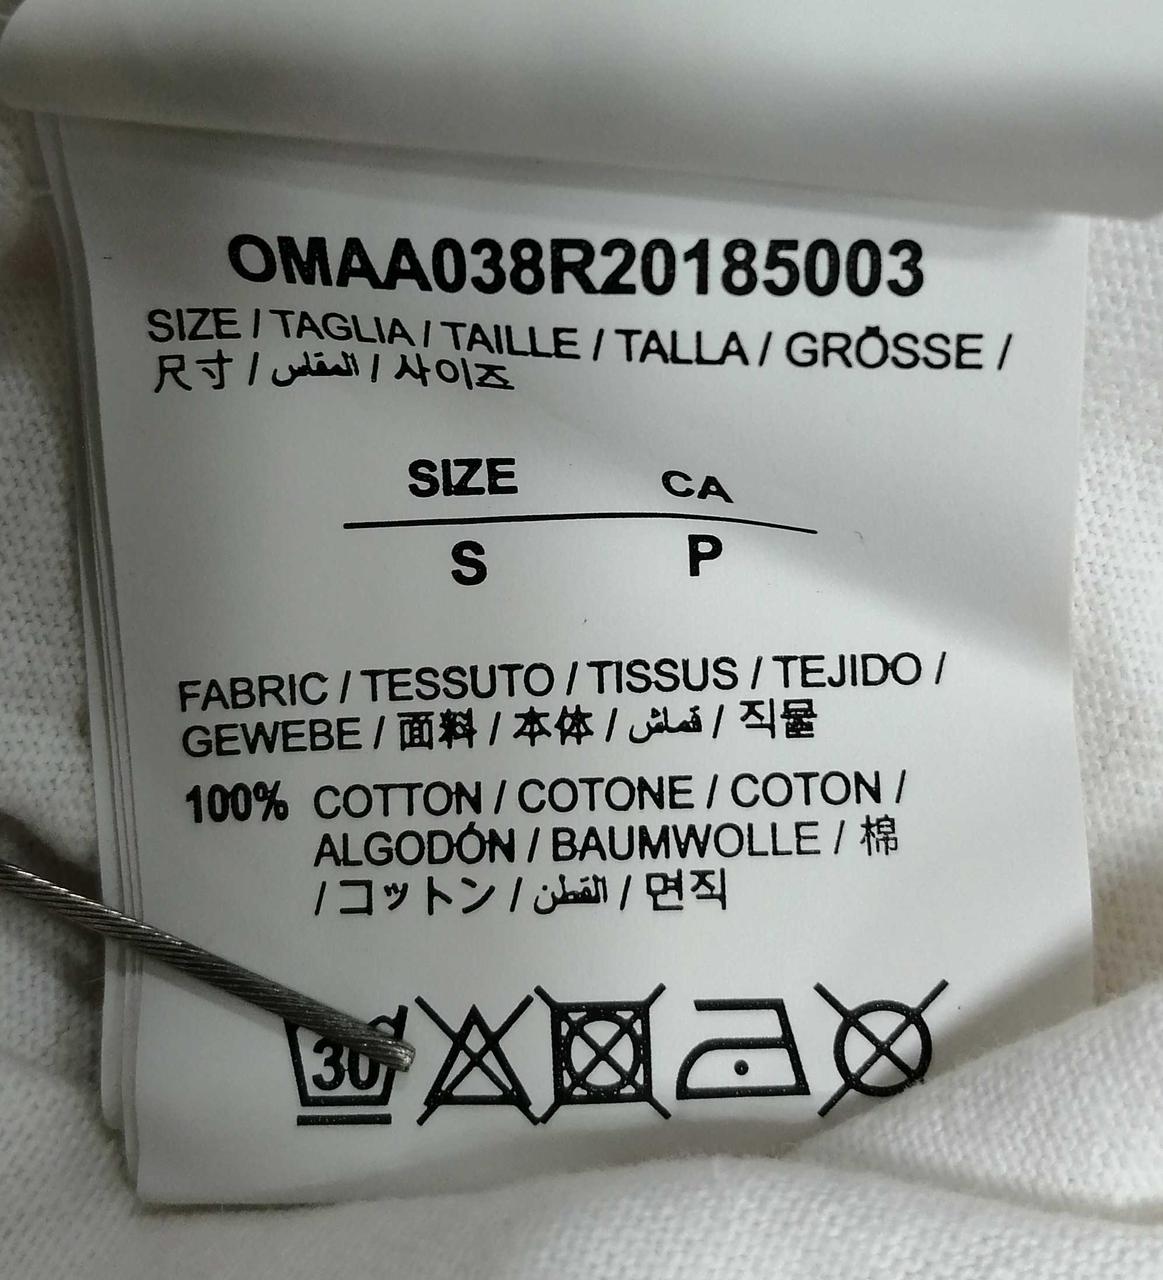 OMAA038R20185003
SIZE / TAGLIA / TAILLE / TALLA / GRÖSSE /
尺寸 / المقاس / 사이즈
SIZE CA
S P
FABRIC / TESSUTO / TISSUS / TEJIDO /
GEWEBE / 面料 / 本体 / قماش / 직물
100% COTTON / COTONE / COTON /
ALGODÓN / BAUMWOLLE / 棉
/ コットン / القطن / 면직
30